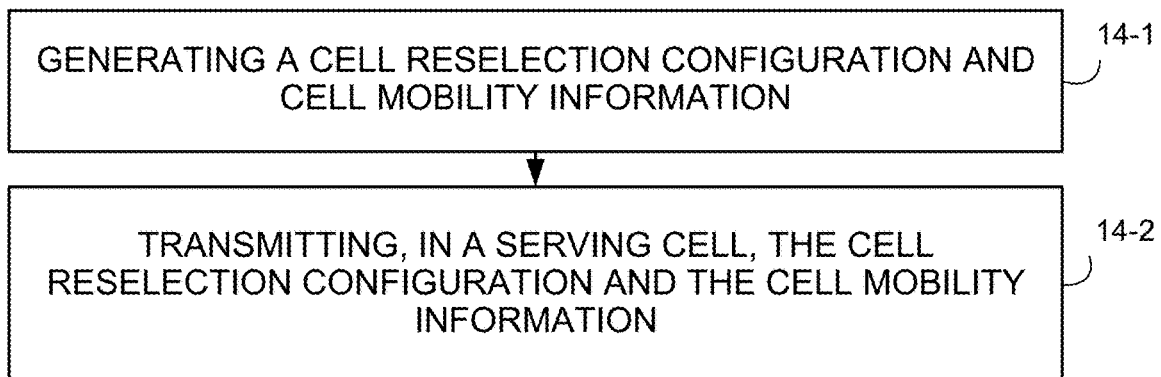 14-1
GENERATING A CELL RESELECTION CONFIGURATION AND
CELL MOBILITY INFORMATION
14-2
TRANSMITTING, IN A SERVING CELL, THE CELL
RESELECTION CONFIGURATION AND THE CELL MOBILITY
INFORMATION